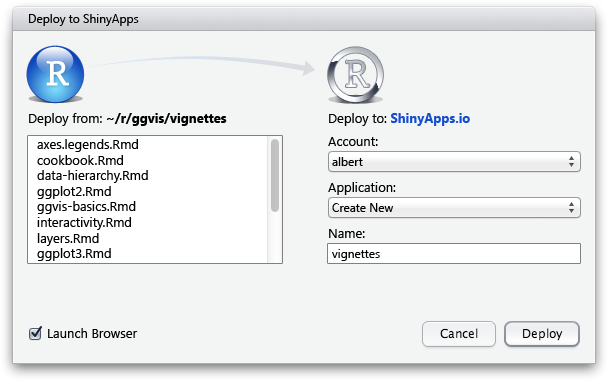 Deploy to ShinyApps
R
R
Deploy from: ~/r/ggvis/vignettes
axes.legends.Rmd
cookbook.Rmd
data-hierarchy.Rmd
ggplot2.Rmd
ggvis-basics.Rmd
interactivity.Rmd
layers.Rmd
ggplot3.Rmd
Deploy to: ShinyApps.io
Account:
albert
Application:
Create New
Name:
vignettes
Launch Browser
Cancel
Deploy